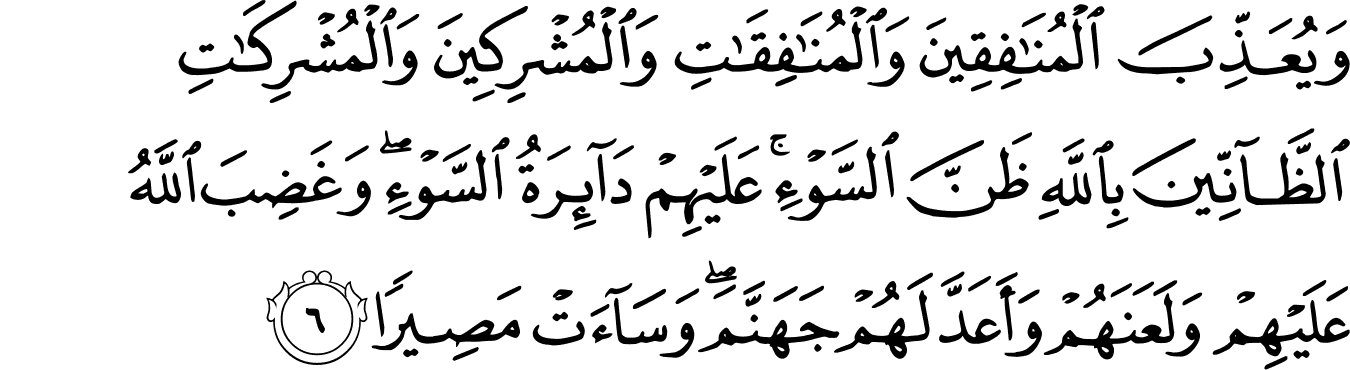 وَيُعَذِّبَ ٱلْمُنَٰفِقِينَ وَٱلْمُنَٰفِقَٰتِ وَٱلْمُشْرِكِينَ وَٱلْمُشْرِكَٰتِ
ٱلظَّآنِّينَ بِٱللَّهِ ظَنَّ ٱلسَّوْءِ ۚ عَلَيْهِمْ دَآئِرَةُ ٱلسَّوْءِ ۖ وَغَضِبَ ٱللَّهُ
عَلَيْهِمْ وَلَعَنَهُمْ وَأَعَدَّ لَهُمْ جَهَنَّمَ ۖ وَسَآءَتْ مَصِيرًا ٦